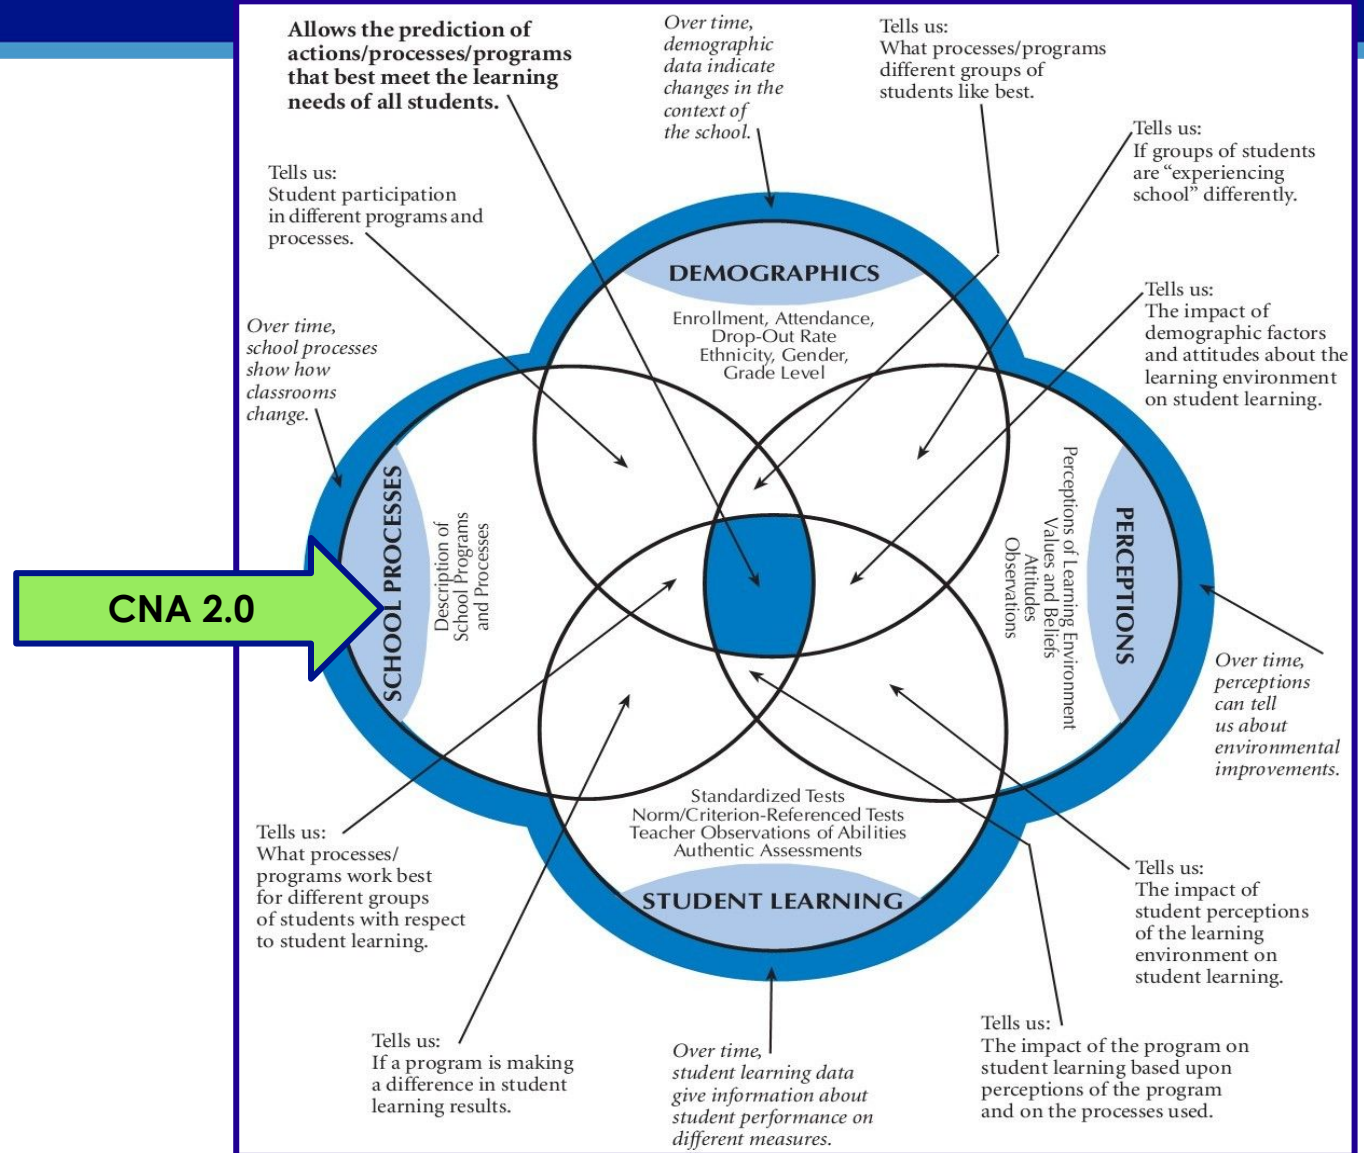 Allows the prediction of
actions/processes/programs
that best meet the learning
needs of all students.
Over time,
demographic
data indicate
changes in the
context of
the school.
Tells us:
What processes/programs
different groups of
students like best.
Tells us:
If groups of students
are “experiencing
school” differently.
Tells us:
Student participation
in different programs and
processes.
Tells us:
The impact of
demographic factors
and attitudes about the
learning environment
on student learning.
Over time,
school processes
show how
classrooms
change.
DEMOGRAPHICS
Enrollment, Attendance,
Drop-Out Rate
Ethnicity, Gender,
Grade Level
CNA 2.0
SCHOOL PROCESSES
Description of
School Programs
and Processes
PERCEPTIONS
Perceptions of Learning Environment
Values and Beliefs
Attitudes
Observations
Over time,
perceptions
can tell
us about
environmental
improvements.
Standardized Tests
Norm/Criterion-Referenced Tests
Teacher Observations of Abilities
Authentic Assessments
STUDENT LEARNING
Tells us:
What processes/
programs work best
for different groups
of students with respect
to student learning.
Tells us:
The impact of
student perceptions
of the learning
environment on
student learning.
Tells us:
If a program is making
a difference in student
learning results.
Over time,
student learning data
give information about
student performance on
different measures.
Tells us:
The impact of the program on
student learning based upon
perceptions of the program
and on the processes used.